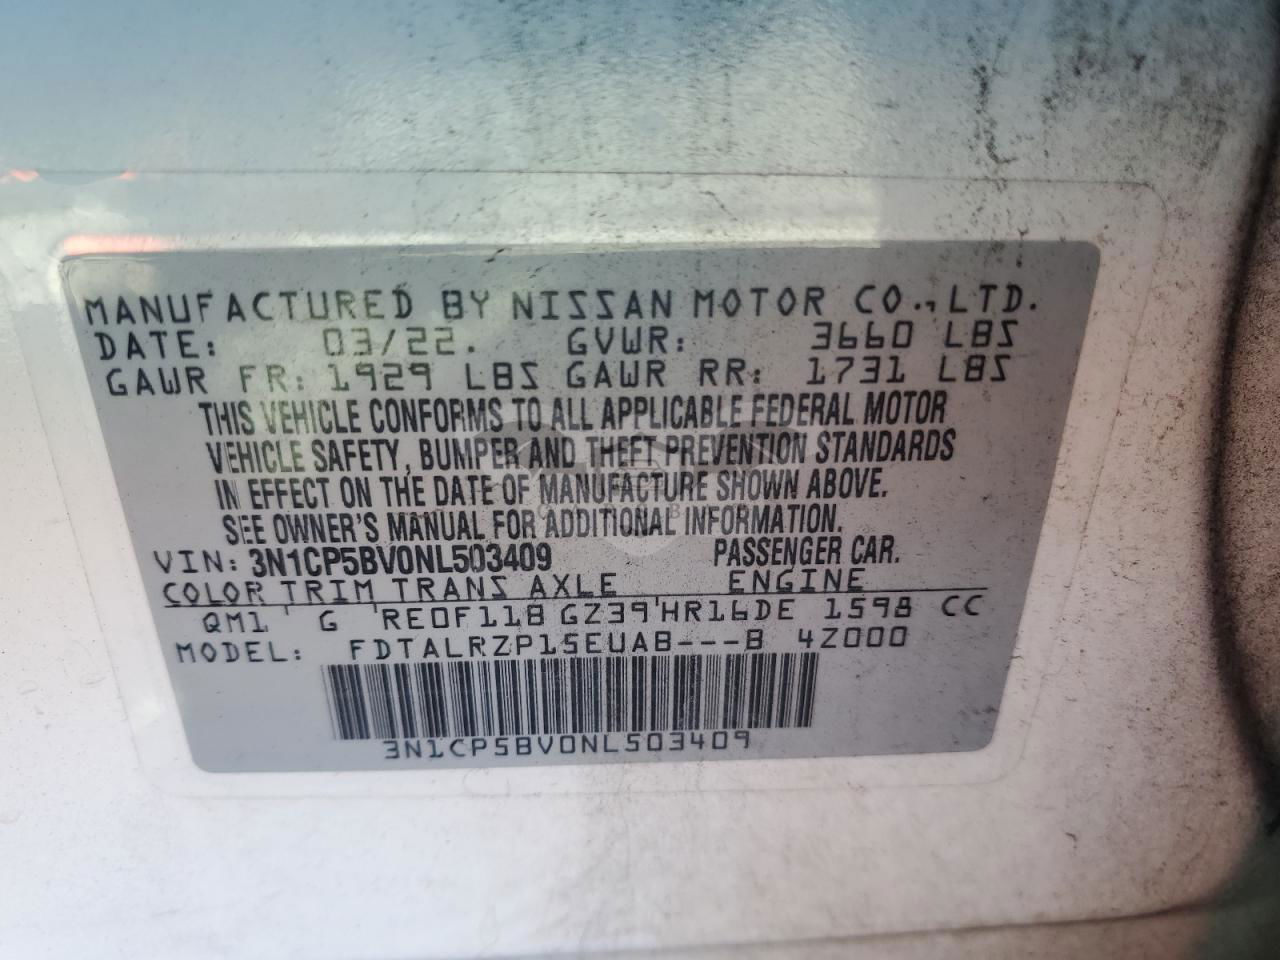 MANUFACTURED BY NISSAN MOTOR CO., LTD.
DATE: 03/22. GVWR: 3660 LBS
GAWR FR: 1929 LBS GAWR RR: 1731 LBS
THIS VEHICLE CONFORMS TO ALL APPLICABLE FEDERAL MOTOR
VEHICLE SAFETY, BUMPER AND THEFT PREVENTION STANDARDS
IN EFFECT ON THE DATE OF MANUFACTURE SHOWN ABOVE.
SEE OWNER'S MANUAL FOR ADDITIONAL INFORMATION.
VIN: 3N1CP5BV0NL503409 PASSENGER CAR.
COLOR TRIM TRANS AXLE ENGINE
QM1 G RE0F11B GZ39 HR16DE 1598 CC
MODEL: FDTALRZP15EUAB---B 4Z000
3N1CP5BV0NL503409